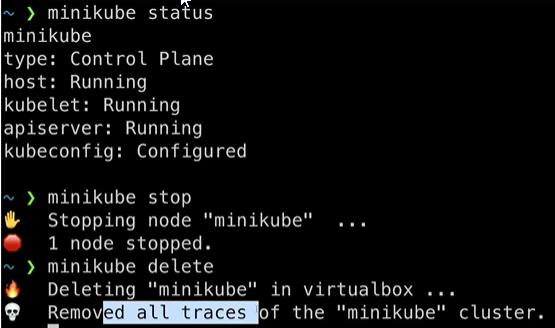 ~ ❯ minikube status
minikube
type: Control Plane
host: Running
kubelet: Running
apiserver: Running
kubeconfig: Configured
~ ❯ minikube stop
✋ Stopping node "minikube" ...
🛑 1 node stopped.
~ ❯ minikube delete
🔥 Deleting "minikube" in virtualbox ...
💀 Removed all traces of the "minikube" cluster.